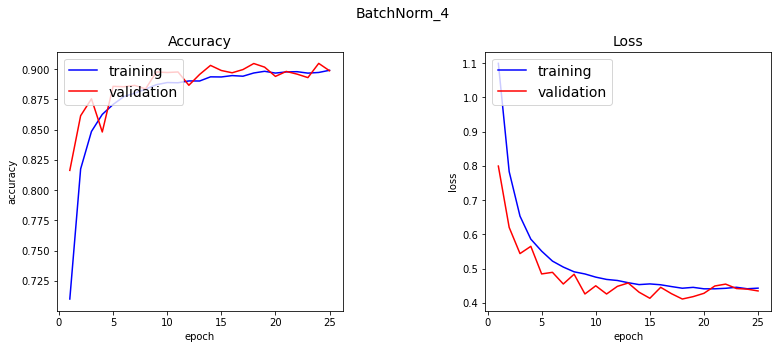 BatchNorm_4
Accuracy
training
validation
0.900
0.875
0.850
0.825
0.800
0.775
0.750
0.725
accuracy
0
5
10
15
20
25
epoch
Loss
training
validation
1.1
1.0
0.9
0.8
0.7
0.6
0.5
0.4
loss
0
5
10
15
20
25
epoch